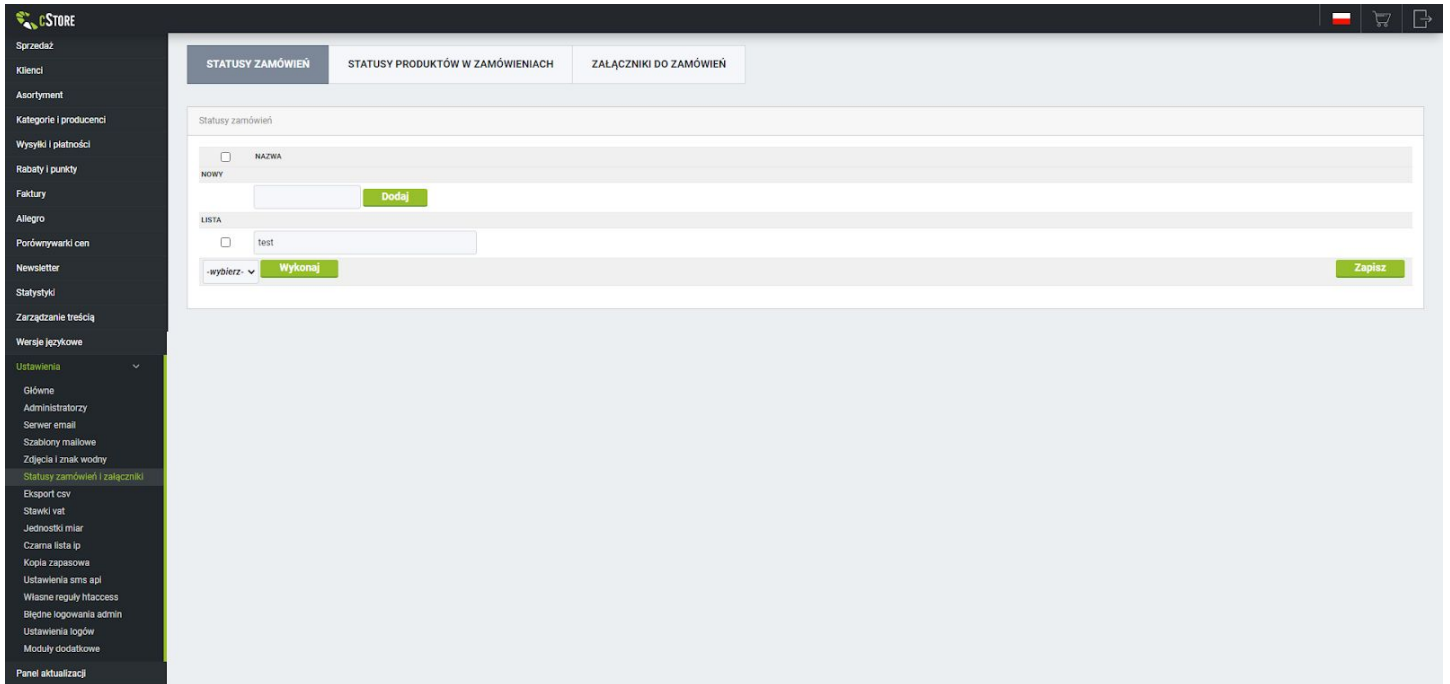 cSTORE
Sprzedaż
Klienci
Asortyment
Kategorie i producenci
Wysyłki i płatności
Rabaty i punkty
Faktury
Allegro
Porównywarki cen
Newsletter
Statystyki
Zarządzanie treścią
Wersje językowe
Ustawienia
Główne
Administratorzy
Serwer email
Szablony mailowe
Zdjęcia i znak wodny
Statusy zamówień i załączniki
Eksport csv
Stawki vat
Jednostki miar
Czarna lista ip
Kopia zapasowa
Ustawienia sms api
Własne reguły htaccess
Błędne logowania admin
Ustawienia logów
Moduły dodatkowe
Panel aktualizacji
STATUSY ZAMÓWIEŃ STATUSY PRODUKTÓW W ZAMÓWIENIACH ZAŁĄCZNIKI DO ZAMÓWIEŃ
Statusy zamówień
NAZWA
NOWY
Dodaj
LISTA
test
-wybierz- Wykonaj Zapisz